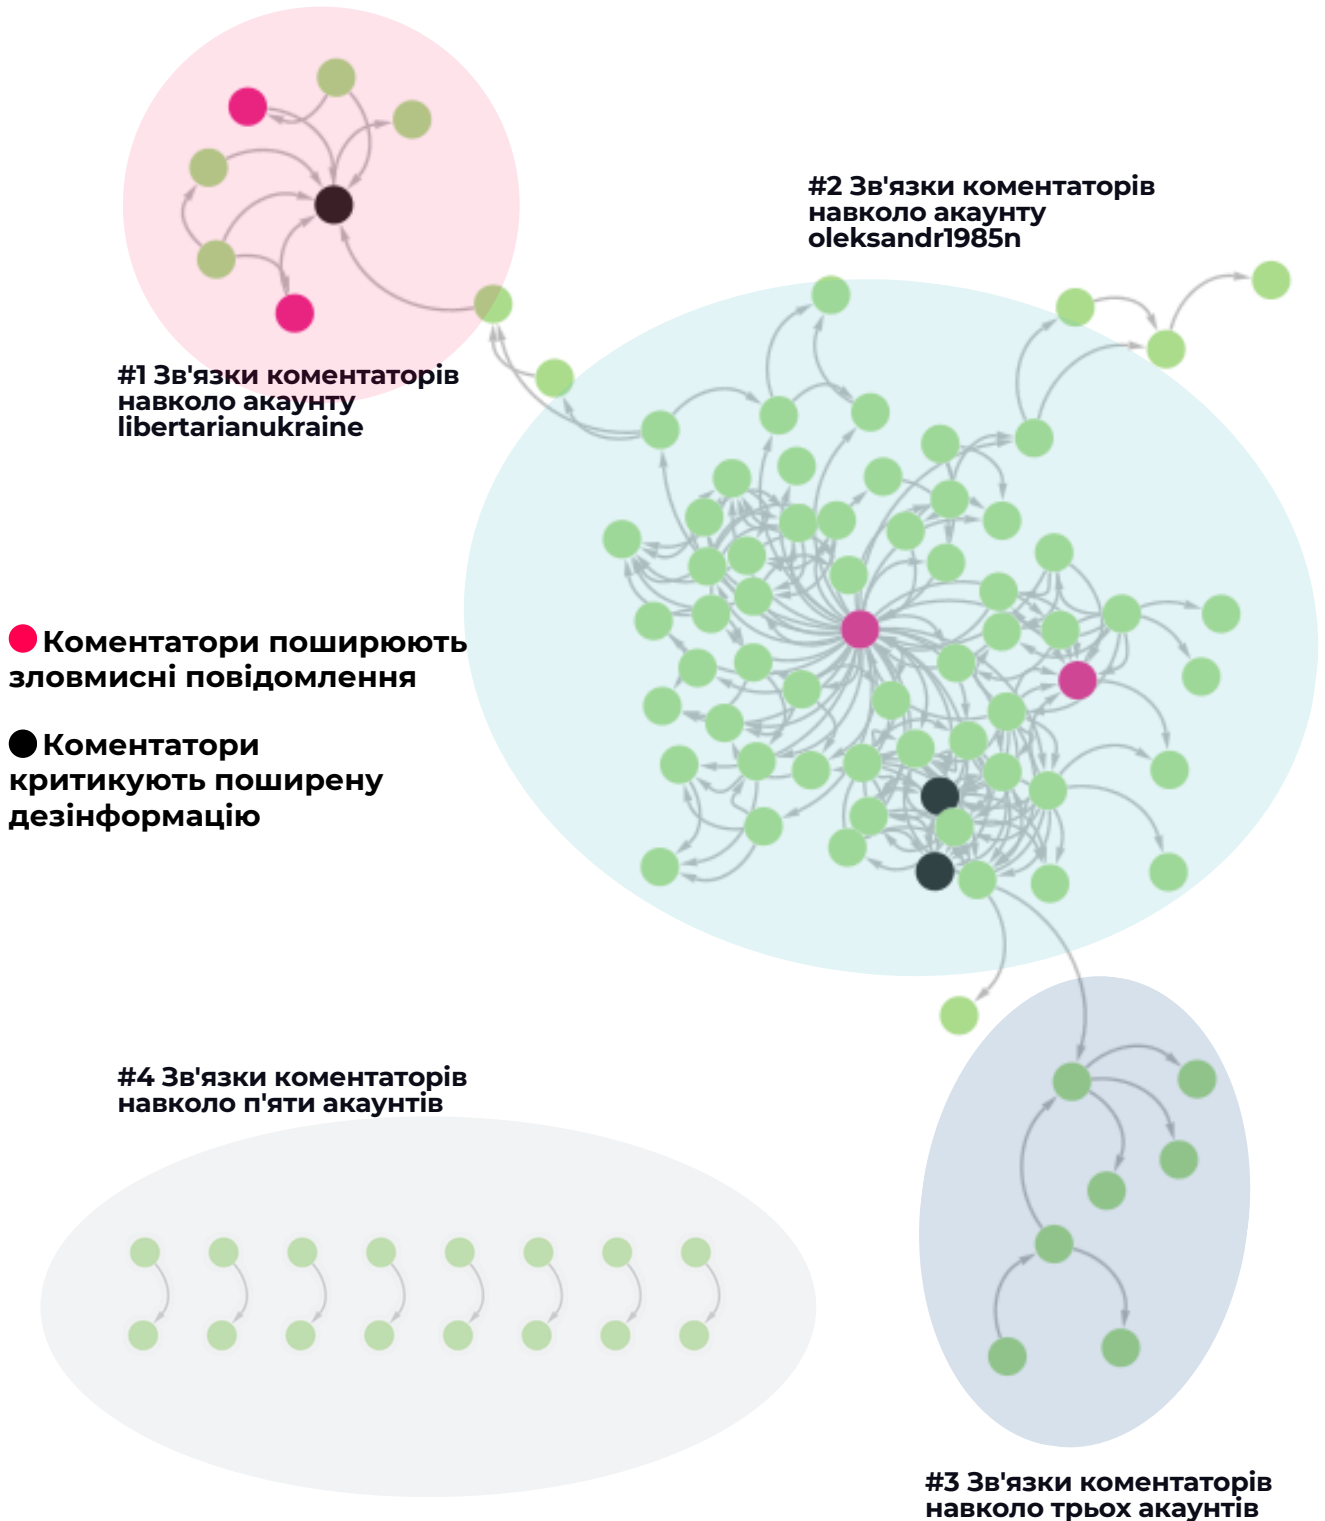 #2 Зв'язки коментаторів
навколо акаунту
oleksandr1985n
#1 Зв'язки коментаторів
навколо акаунту
libertarianukraine
Коментатори поширюють
зловмисні повідомлення
Коментатори
критикують поширену
дезінформацію
#4 Зв'язки коментаторів
навколо п'яти акаунтів
#3 Зв'язки коментаторів
навколо трьох акаунтів